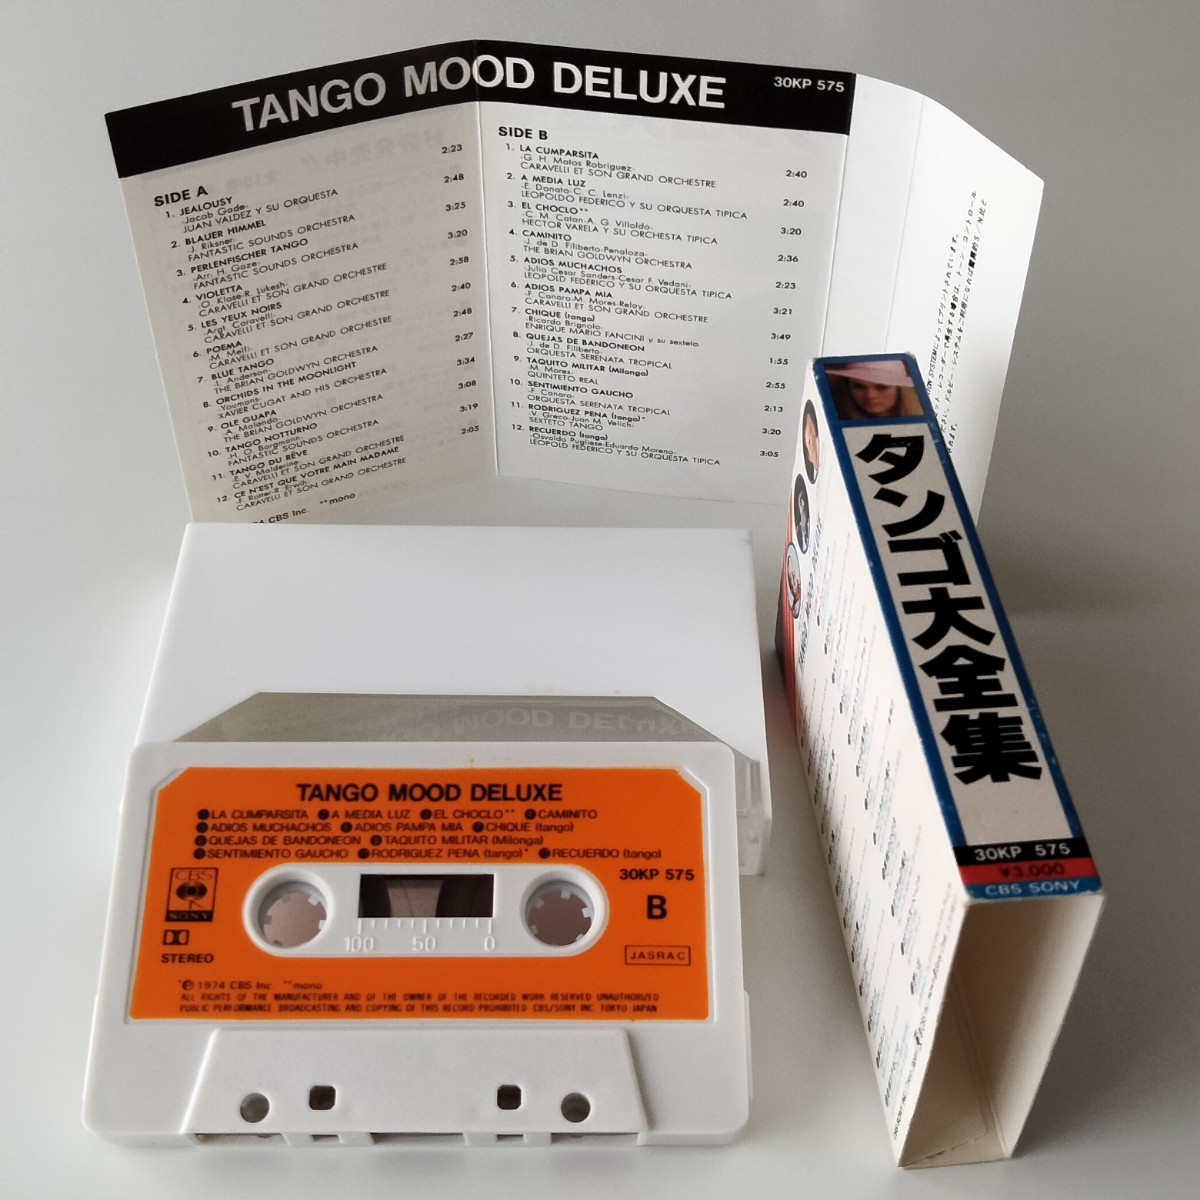 TANGO MOOD DELUXE
30KP 575
SIDE A
1. JEALOUSY
-Jacob Gade-
JUAN VALDEZ Y SU ORQUESTA
2:23
2. BLAUER HIMMEL
-J. Riksner-
FANTASTIC SOUNDS ORCHESTRA
2:48
3. PERLENFISCHER TANGO
-Arr. H. Gaze-
FANTASTIC SOUNDS ORCHESTRA
3:25
4. VIOLETTA
-O. Klose-R. Lukesh-
CARAVELLI ET SON GRAND ORCHESTRE
3:20
5. LES YEUX NOIRS
-Argt. Caravelli-
CARAVELLI ET SON GRAND ORCHESTRE
2:58
6. POEMA
-M. Melfi-
CARAVELLI ET SON GRAND ORCHESTRE
2:40
7. BLUE TANGO
-L. Anderson-
THE BRIAN GOLDWYN ORCHESTRA
2:48
8. ORCHIDS IN THE MOONLIGHT
-Youmans-
XAVIER CUGAT AND HIS ORCHESTRA
2:27
9. OLE GUAPA
-A. Malando-
THE BRIAN GOLDWYN ORCHESTRA
3:34
10. TANGO NOTTURNO
-H. O. Borgmann-
FANTASTIC SOUNDS ORCHESTRA
3:08
11. TANGO DU RÊVE
-E. V. Malderine-
CARAVELLI ET SON GRAND ORCHESTRE
3:19
12. CE N'EST QUE VOTRE MAIN MADAME
-F. Rotter-R. Erwin-
CARAVELLI ET SON GRAND ORCHESTRE
2:05
CBS Inc. **mono
SIDE B
1. LA CUMPARSITA
-G. H. Matos Robriguez-
CARAVELLI ET SON GRAND ORCHESTRE
2:40
2. A MEDIA LUZ
-E. Donato-C. C. Lenzi-
LEOPOLDO FEDERICO Y SU ORQUESTA TIPICA
2:40
3. EL CHOCLO**
-C. M. Catan-A. G. Villoldo-
HECTOR VARELA Y SU ORCHESTA TIPICA
3:20
4. CAMINITO
-J. de D. Filiberto-Penaloza-
THE BRIAN GOLDWYN ORCHESTRA
2:36
5. ADIOS MUCHACHOS
-Julio Cesar Sanders-Cesar F. Vedani-
LEOPOLD FEDERICO Y SU ORQUESTA TIPICA
2:23
6. ADIOS PAMPA MIA
-F. Canaro-M. Mores-Relay-
CARAVELLI ET SON GRAND ORCHESTRE
3:21
7. CHIQUE (tango)
-Ricardo Brignolo-
ENRIQUE MARIO FANCINI y su sexteto
3:49
8. QUEJAS DE BANDONEON
-J. de D. Filiberto-
ORQUESTA SERENATA TROPICAL
1:55
9. TAQUITO MILITAR (Milonga)
-M. Mores-
QUINTETO REAL
2:55
10. SENTIMIENTO GAUCHO
-F. Canaro-
ORQUESTA SERENATA TROPICAL
2:13
11. RODRIGUEZ PENA (tango)*
-V. Greco-Juan M. Velich-
SEXTETO TANGO
3:20
12. RECUERDO (tango)
-Osvaldo Pugliese-Eduardo Moreno-
LEOPOLD FEDERICO Y SU ORQUESTA TIPICA
3:05
タンゴ大全集
30KP 575
¥3,000
CBS SONY
TANGO MOOD DELUXE
❶LA CUMPARSITA ❷A MEDIA LUZ ❸EL CHOCLO** ❹CAMINITO
❺ADIOS MUCHACHOS ❻ADIOS PAMPA MIA ❼CHIQUE (tango)
❽QUEJAS DE BANDONEON ❾TAQUITO MILITAR (Milonga)
❿SENTIMIENTO GAUCHO ⓫RODRIGUEZ PENA (tango)* ⓬RECUERDO (tango)
30KP 575
CBS
SONY
B
STEREO
100 50 0
JASRAC
*℗ 1974 CBS Inc **mono
ALL RIGHTS OF THE MANUFACTURER AND OF THE OWNER OF THE RECORDED WORK RESERVED UNAUTHORIZED
PUBLIC PERFORMANCE BROADCASTING AND COPYING OF THIS RECORD PROHIBITED CBS/SONY INC TOKYO JAPAN